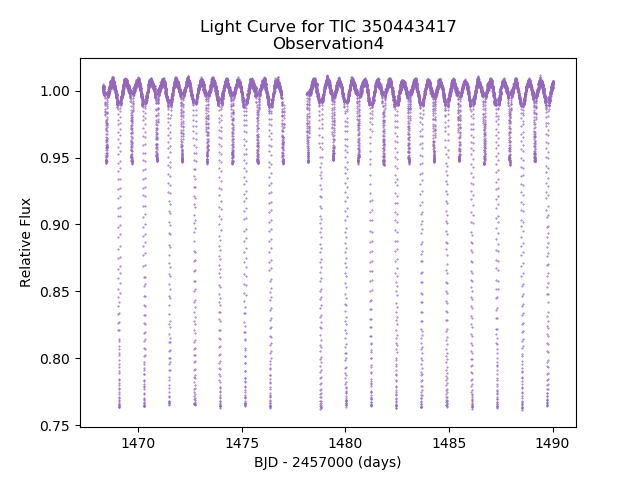 Light Curve for TIC 350443417
Observation4
Relative Flux
1.00
0.95
0.90
0.85
0.80
0.75
1470
1475
1480
1485
1490
BJD - 2457000 (days)